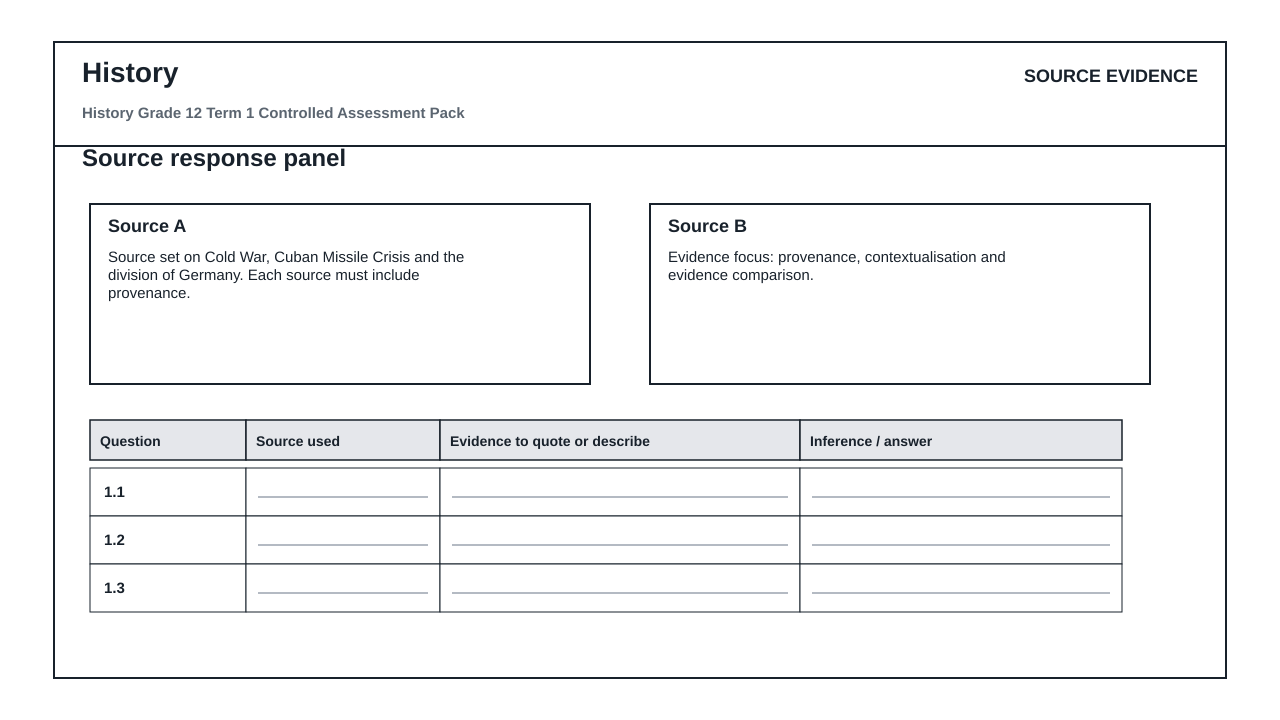 History
SOURCE EVIDENCE
History Grade 12 Term 1 Controlled Assessment Pack
Source response panel
Source A
Source set on Cold War, Cuban Missile Crisis and the
division of Germany. Each source must include
provenance.
Source B
Evidence focus: provenance, contextualisation and
evidence comparison.
Question
Source used
Evidence to quote or describe
Inference / answer
1.1
1.2
1.3